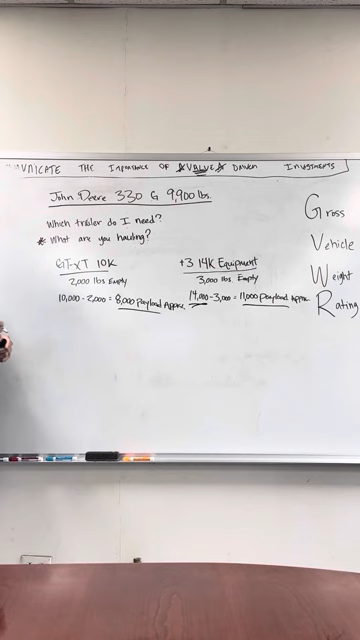 THE IMPORTANCE OF ☆VALUE☆ DRIVEN INVESTMENTS
John Deere 330 G 9,900 lbs.
Which trailer do I need?
* What are you hauling?
GT-XT 10K
2,000 lbs Empty
10,000 - 2,000 = 8,000 payload Approx.
+3 14K Equipment
3,000 lbs. Empty
14,000 - 3,000 = 11,000 payload Approx.
Gross
Vehicle
Weight
Rating